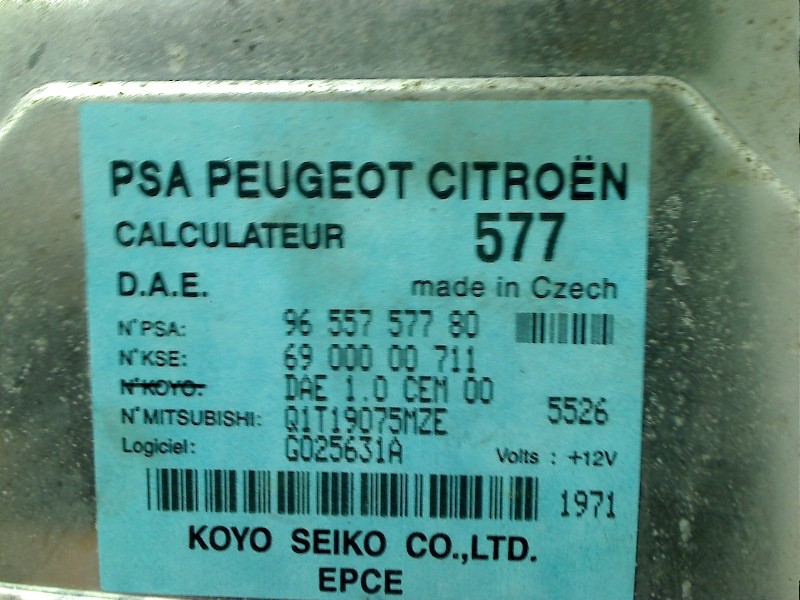 PSA PEUGEOT CITROËN
CALCULATEUR 577
D.A.E. made in Czech
N°PSA: 96 557 577 80
N°KSE: 69 000 00 711
N°KOYO: DAE 1.0 CEM 00
5526
N°MITSUBISHI: Q1T19075MZE
Logiciel: G025631A Volts : +12V
1971
KOYO SEIKO CO.,LTD.
EPCE